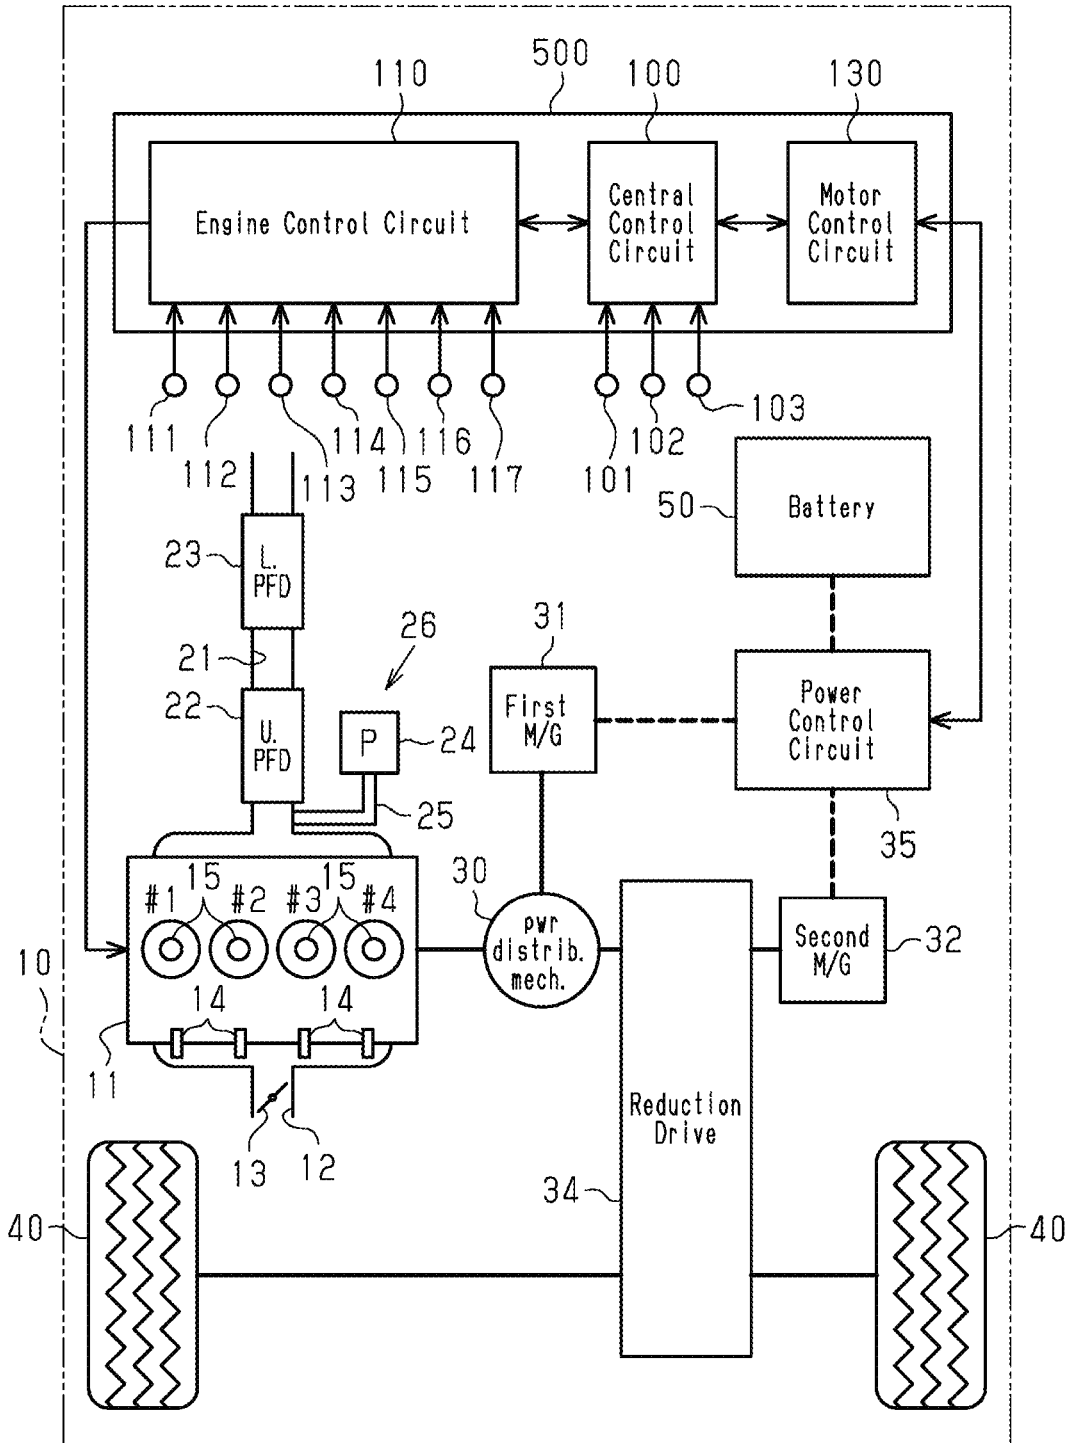 500
110
100
130
Engine Control Circuit
Central
Control
Circuit
Motor
Control
Circuit
111
112
113
114
115
116
117
101
102
103
50
Battery
23
L.
PFD
21
26
31
22
U.
PFD
P
24
First
M/G
Power
Control
Circuit
25
35
15
15
#1
#2
#3
#4
30
pwr
distrib.
mech.
Second
M/G
32
10
14
14
11
13
12
Reduction
Drive
34
40
40